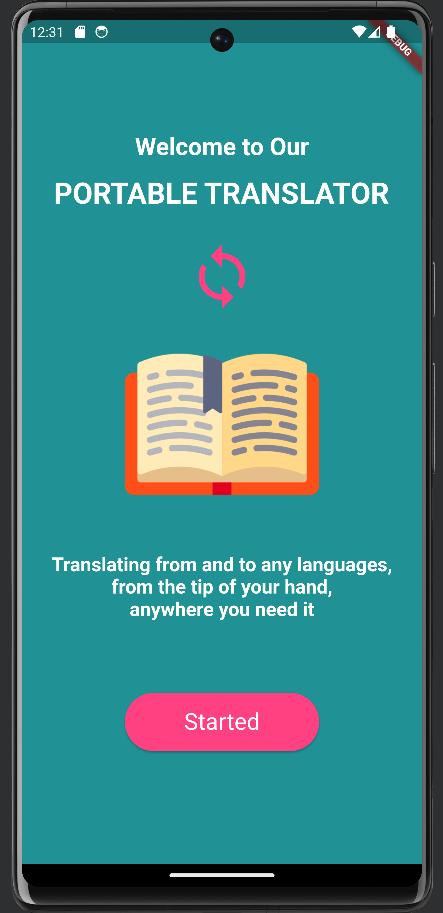 12:31
DEBUG
Welcome to Our
PORTABLE TRANSLATOR
Translating from and to any languages,
from the tip of your hand,
anywhere you need it
Started